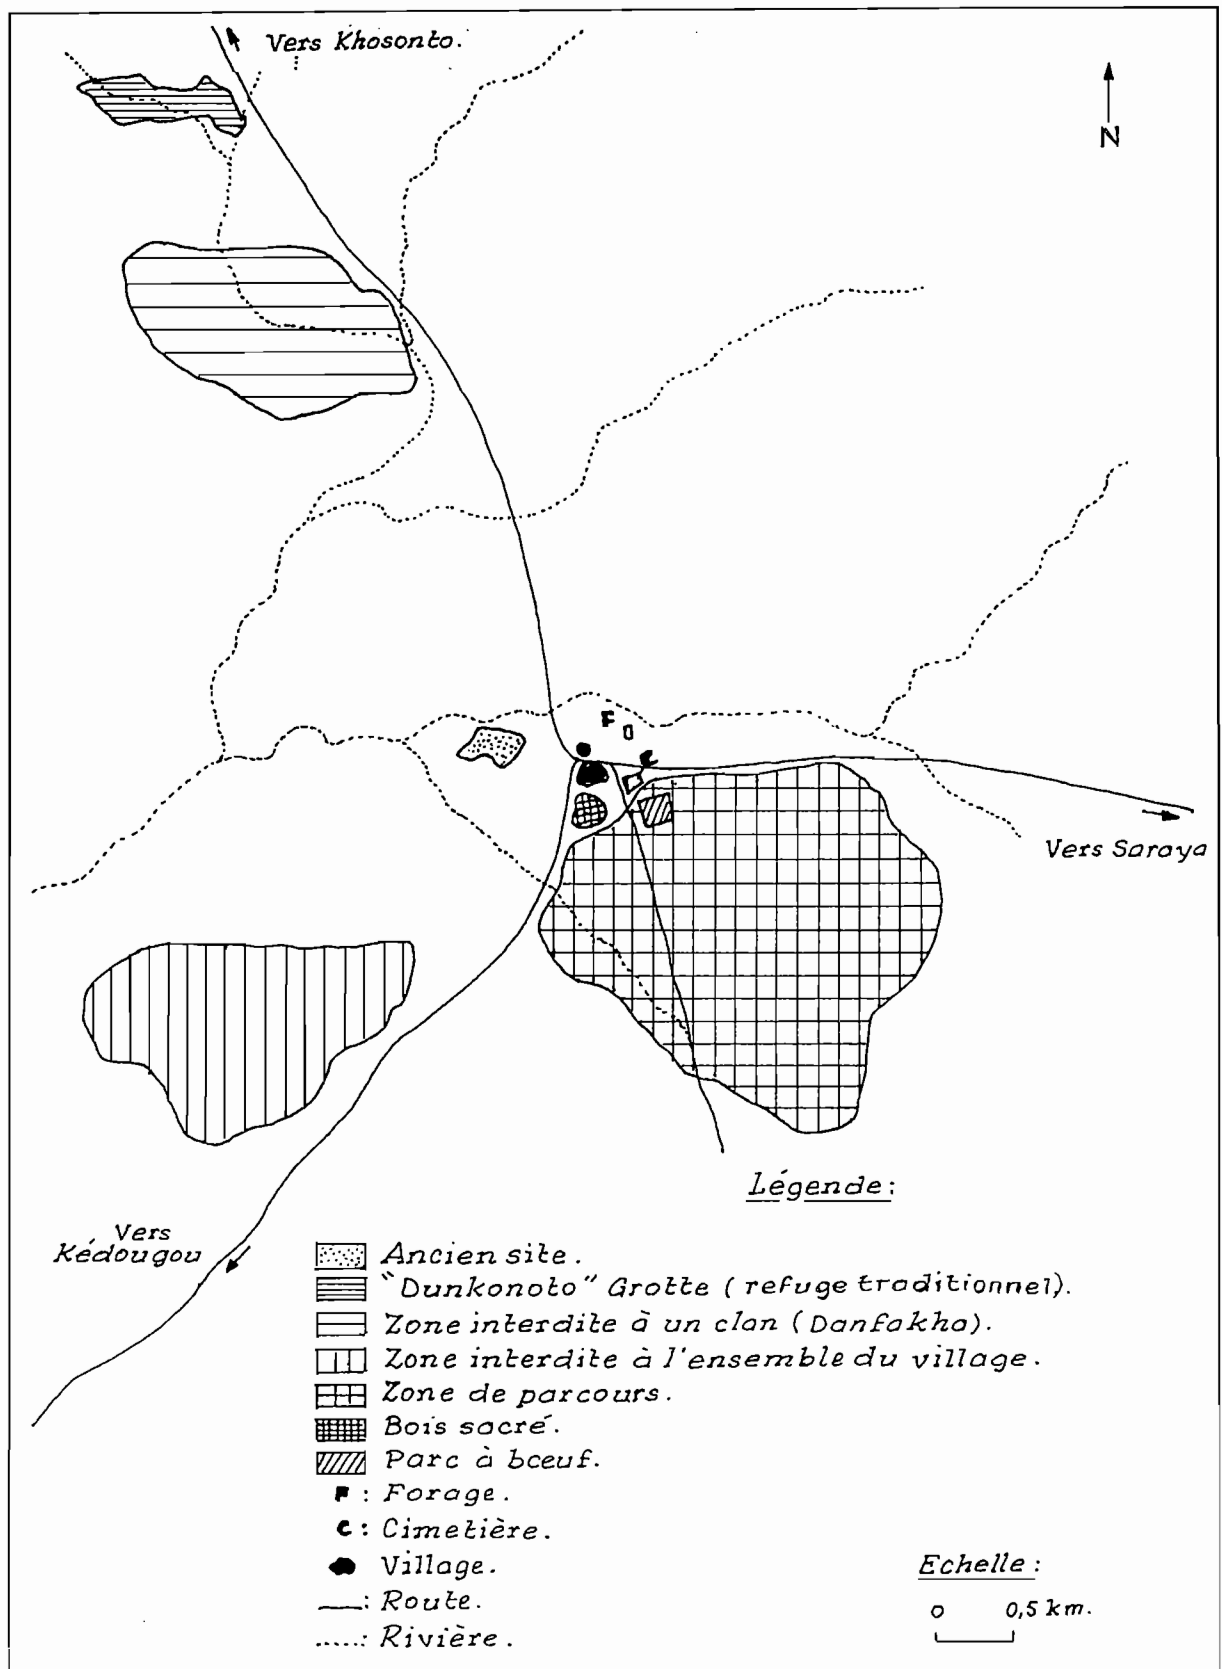 Vers Khosonto.
N
F
C
Vers Saraya
Vers
Kédougou
Légende :
Ancien site.
"Dunkonoto" Grotte (refuge traditionnel).
Zone interdite à un clan (Danfakha).
Zone interdite à l'ensemble du village.
Zone de parcours.
Bois sacré.
Parc à bœuf.
F : Forage.
C : Cimetière.
Village.
: Route.
: Rivière.
Echelle :
0 0,5 km.